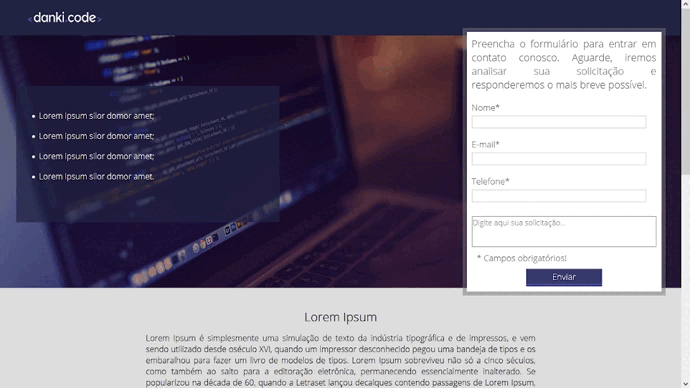 <danki.code>
Preencha o formulário para entrar em
contato conosco. Aguarde, iremos
analisar sua solicitação e
responderemos o mais breve possível.
Nome*
E-mail*
Telefone*
Digite aqui sua solicitação...
* Campos obrigatórios!
Enviar
Lorem ipsum silor domor amet;
Lorem ipsum silor domor amet;
Lorem ipsum silor domor amet;
Lorem ipsum silor domor amet.
Lorem Ipsum
Lorem Ipsum é simplesmente uma simulação de texto da indústria tipográfica e de impressos, e vem
sendo utilizado desde oséculo XVI, quando um impressor desconhecido pegou uma bandeja de tipos e os
embaralhou para fazer um livro de modelos de tipos. Lorem Ipsum sobreviveu não só a cinco séculos,
como também ao salto para a editoração eletrônica, permanecendo essencialmente inalterado. Se
popularizou na década de 60, quando a Letraset lançou decalques contendo passagens de Lorem Ipsum,